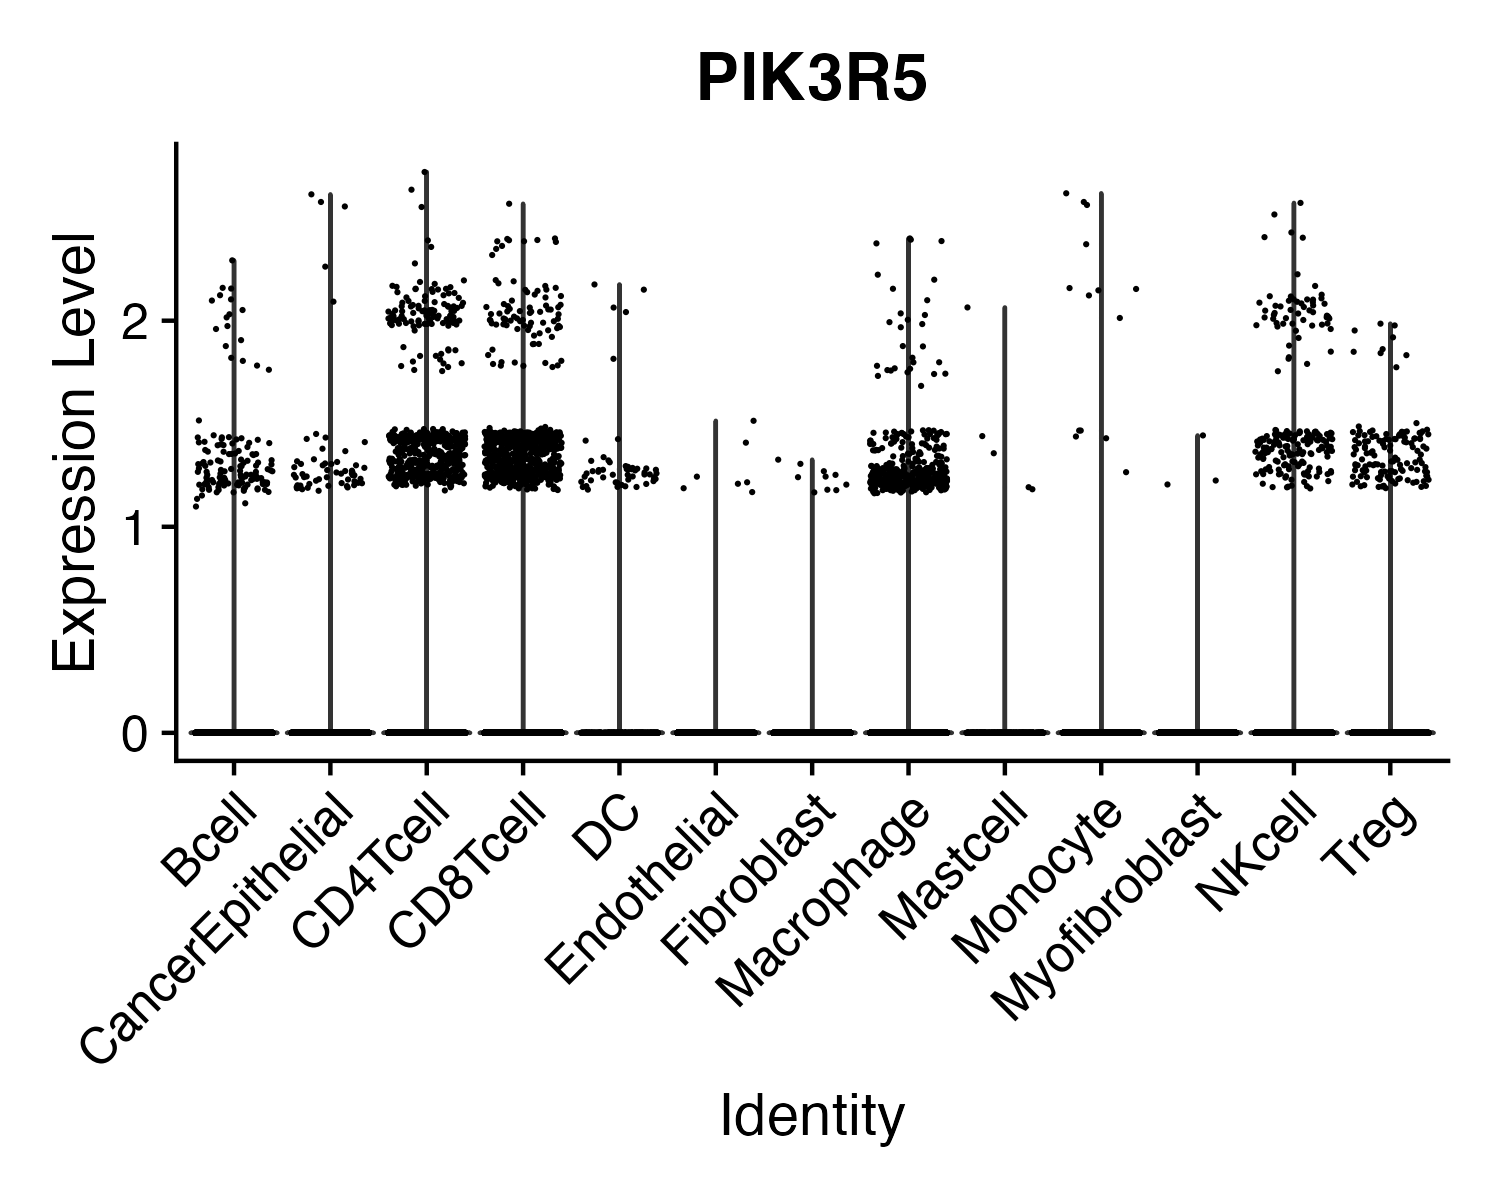 PIK3R5
Expression Level
2
1
0
Bcell
CancerEpithelial
CD4Tcell
CD8Tcell
DC
Endothelial
Fibroblast
Macrophage
Mastcell
Monocyte
Myofibroblast
NKcell
Treg
Identity